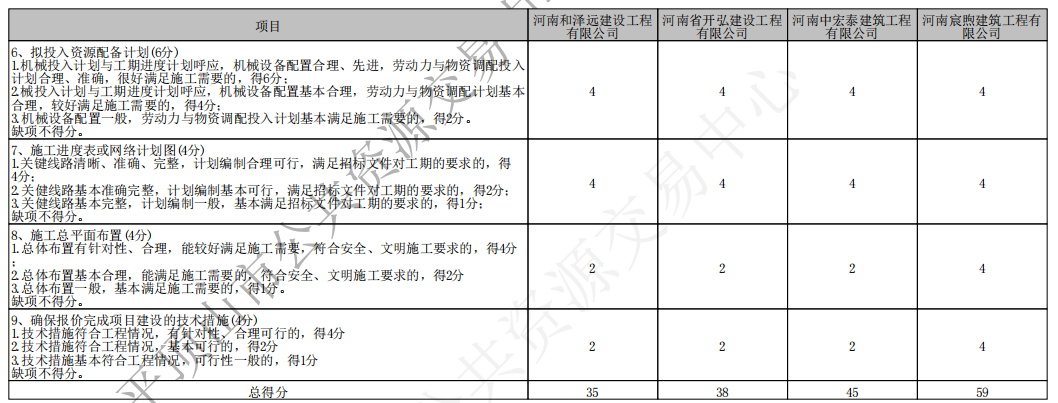 项目 河南和泽远建设工程有限公司 河南省开弘建设工程有限公司 河南中宏泰建筑工程有限公司 河南宸煦建筑工程有限公司
6、拟投入资源配备计划(6分)
1.机械投入计划与工期进度计划呼应，机械设备配置合理、先进，劳动力与物资调配投入
计划合理、准确，很好满足施工需要的，得6分；
2.械投入计划与工期进度计划呼应，机械设备配置基本合理，劳动力与物资调配计划基本
合理，较好满足施工需要的，得4分；
3.机械设备配置一般，劳动力与物资调配投入计划基本满足施工需要的，得2分。
缺项不得分。
4 4 4 4
7、施工进度表或网络计划图(4分)
1.关键线路清晰、准确、完整，计划编制合理可行，满足招标文件对工期的要求的，得
4分；
2.关健线路基本准确完整，计划编制基本可行，满足招标文件对工期的要求的，得2分；
3.关健线路基本完整，计划编制一般，基本满足招标文件对工期的要求的，得1分；
缺项不得分。
4 4 4 4
8、施工总平面布置(4分)
1.总体布置有针对性、合理，能较好满足施工需要，符合安全、文明施工要求的，得4分
；
2.总体布置基本合理，能满足施工需要的，符合安全、文明施工要求的，得2分
3.总体布置一般，基本满足施工需要的，得1分。
缺项不得分。
2 2 2 4
9、确保报价完成项目建设的技术措施(4分)
1.技术措施符合工程情况，有针对性、合理可行的，得4分
2.技术措施符合工程情况，基本可行的，得2分
3.技术措施基本符合工程情况，可行性一般的，得1分
缺项不得分。
2 2 2 4
总得分 35 38 45 59
平顶山市公共资源交易中
共资源交易中心